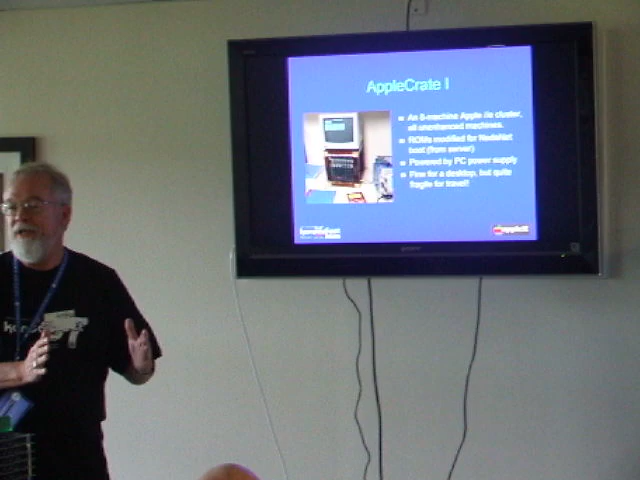 AppleCrate I
An 8-machine Apple //e cluster,
all unenhanced machines.
ROMs modified for NadaNet
boot (from server)
Powered by PC power supply
Fine for a desktop, but quite
fragile for travel!